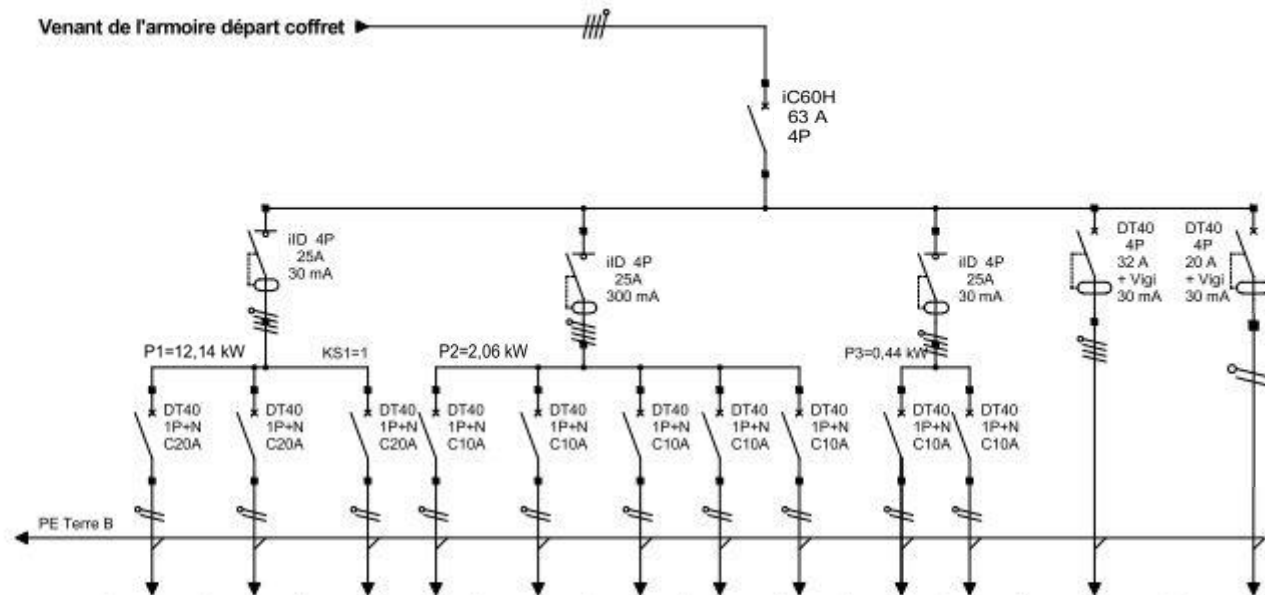 Venant de l'armoire départ coffret
iC60H
63 A
4P
iID 4P
25A
30 mA
iID 4P
25A
300 mA
iID 4P
25A
30 mA
DT40
4P
32 A
+ Vigi
30 mA
DT40
4P
20 A
+ Vigi
30 mA
P1=12,14 kW
KS1=1
P2=2,06 kW
P3=0,44 kW
DT40
1P+N
C20A
DT40
1P+N
C20A
DT40
1P+N
C20A
DT40
1P+N
C10A
DT40
1P+N
C10A
DT40
1P+N
C10A
DT40
1P+N
C10A
DT40
1P+N
C10A
DT40
1P+N
C10A
DT40
1P+N
C10A
PE Terre B